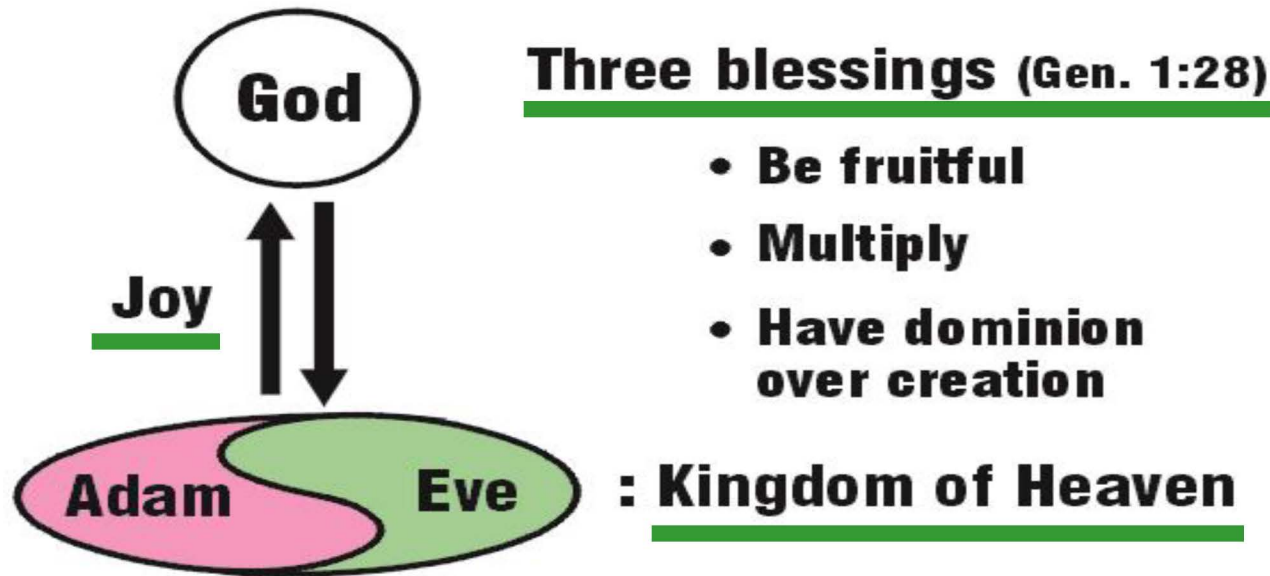 God
Three blessings (Gen. 1:28)
• Be fruitful
• Multiply
Joy
• Have dominion
over creation
Adam
Eve
: Kingdom of Heaven